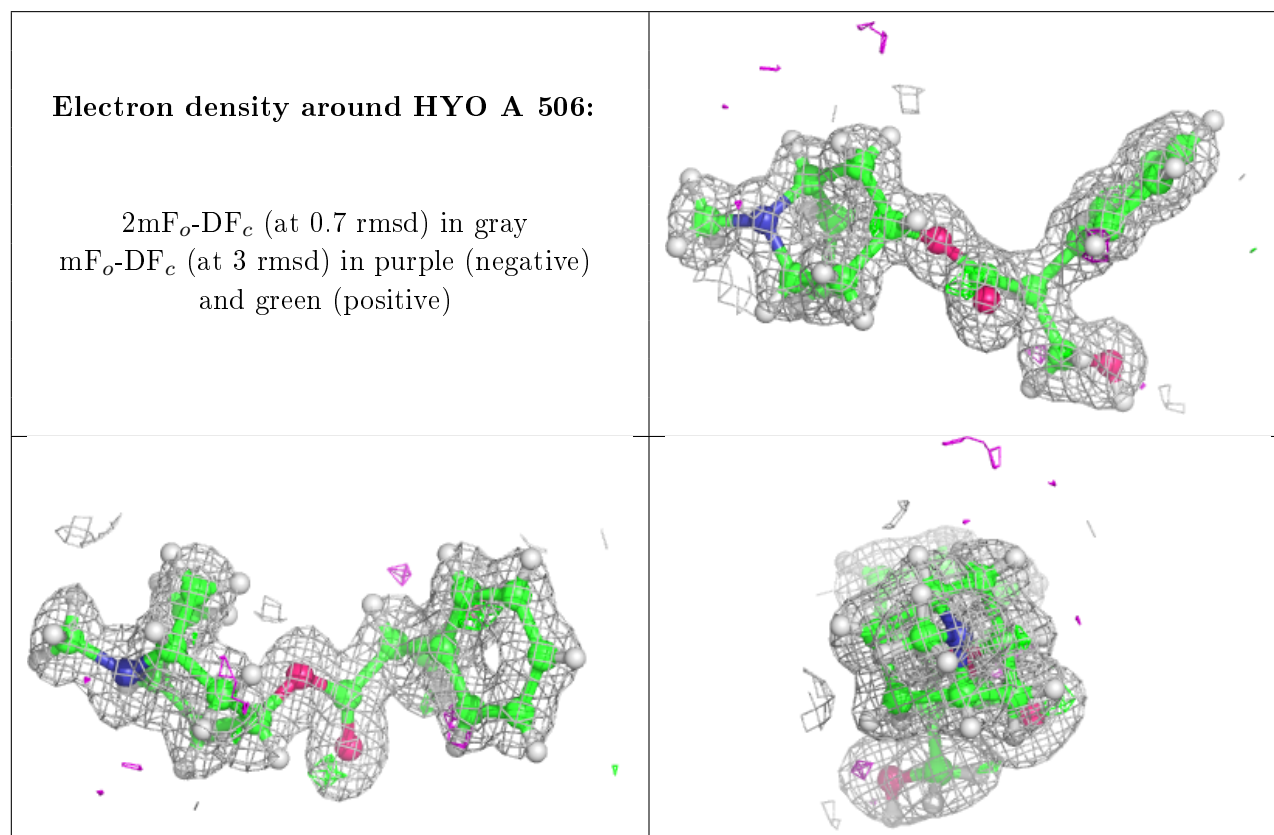 Electron density around HYO A 506:
2mFₒ-DF𝒸 (at 0.7 rmsd) in gray
mFₒ-DF𝒸 (at 3 rmsd) in purple (negative)
and green (positive)